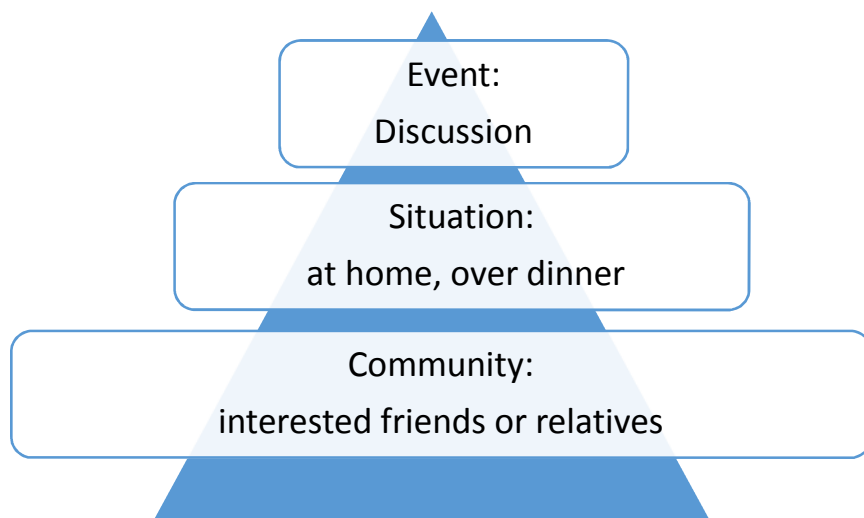 Event:
Discussion
Situation:
at home, over dinner
Community:
interested friends or relatives